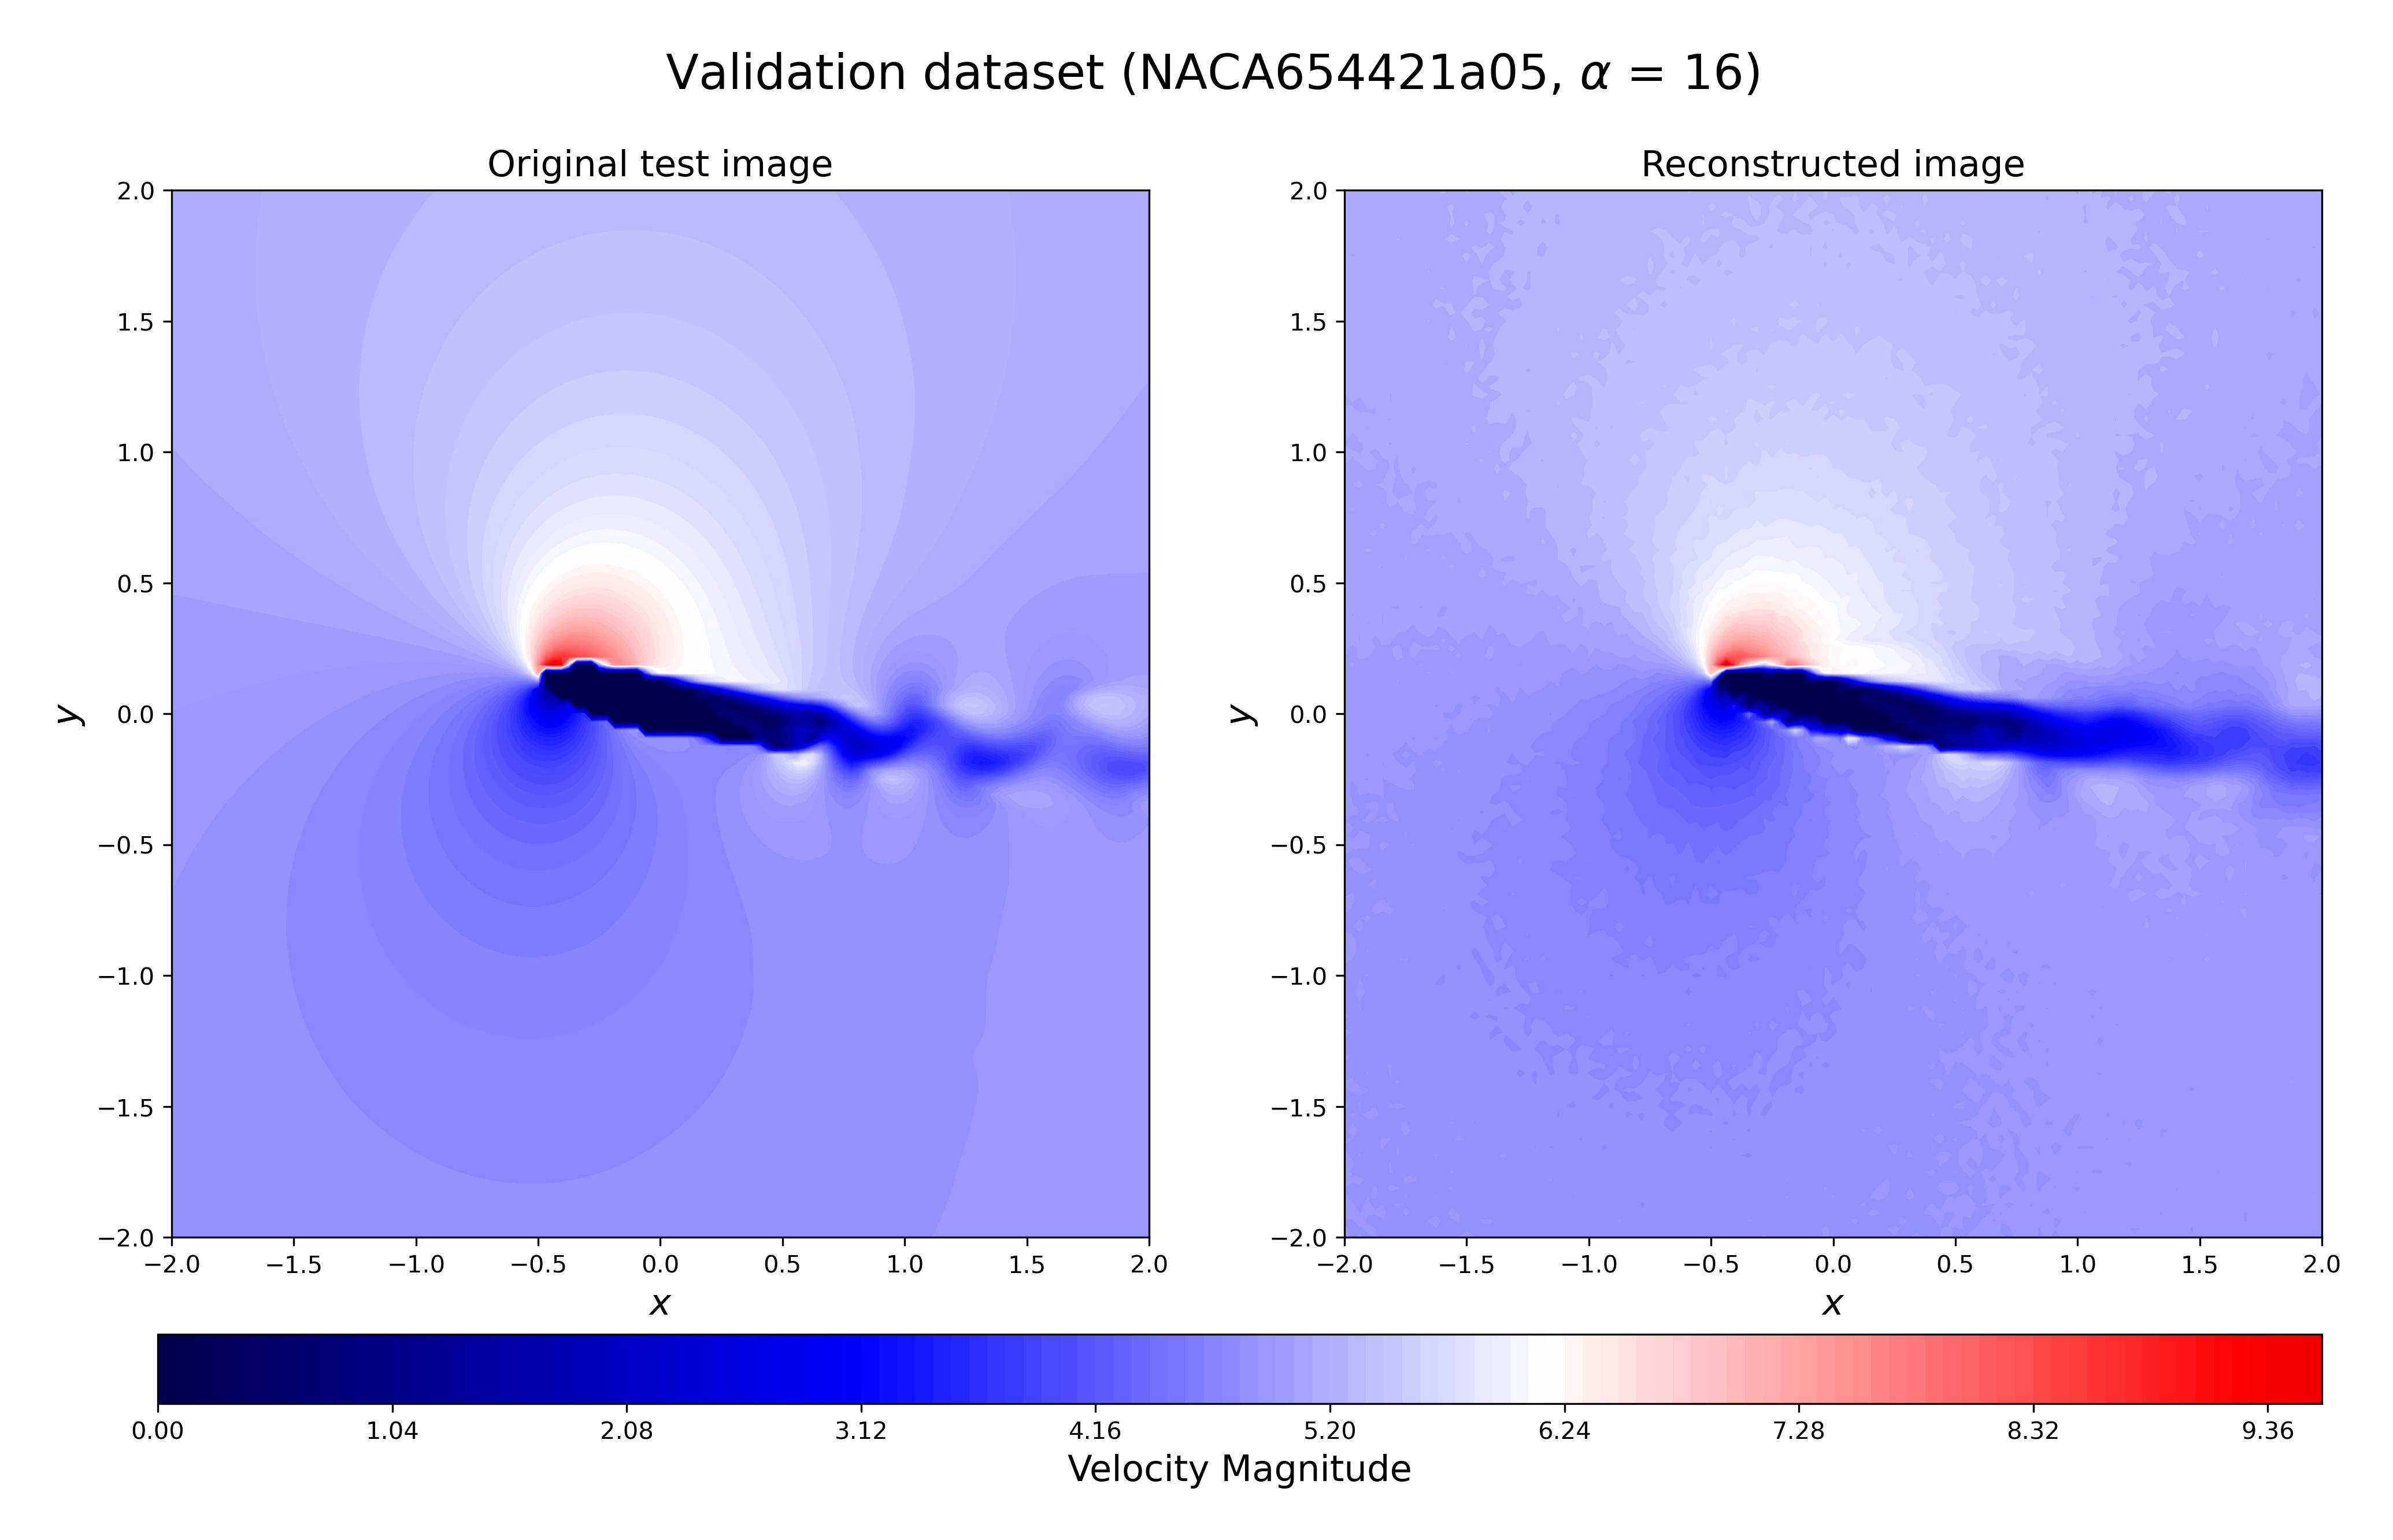 Validation dataset (NACA654421a05, α = 16)
Original test image
2.0
1.5
1.0
0.5
0.0
−0.5
−1.0
−1.5
−2.0
y
−2.0 −1.5 −1.0 −0.5 0.0 0.5 1.0 1.5 2.0
x
Reconstructed image
2.0
1.5
1.0
0.5
0.0
−0.5
−1.0
−1.5
−2.0
y
−2.0 −1.5 −1.0 −0.5 0.0 0.5 1.0 1.5 2.0
x
0.00 1.04 2.08 3.12 4.16 5.20 6.24 7.28 8.32 9.36
Velocity Magnitude